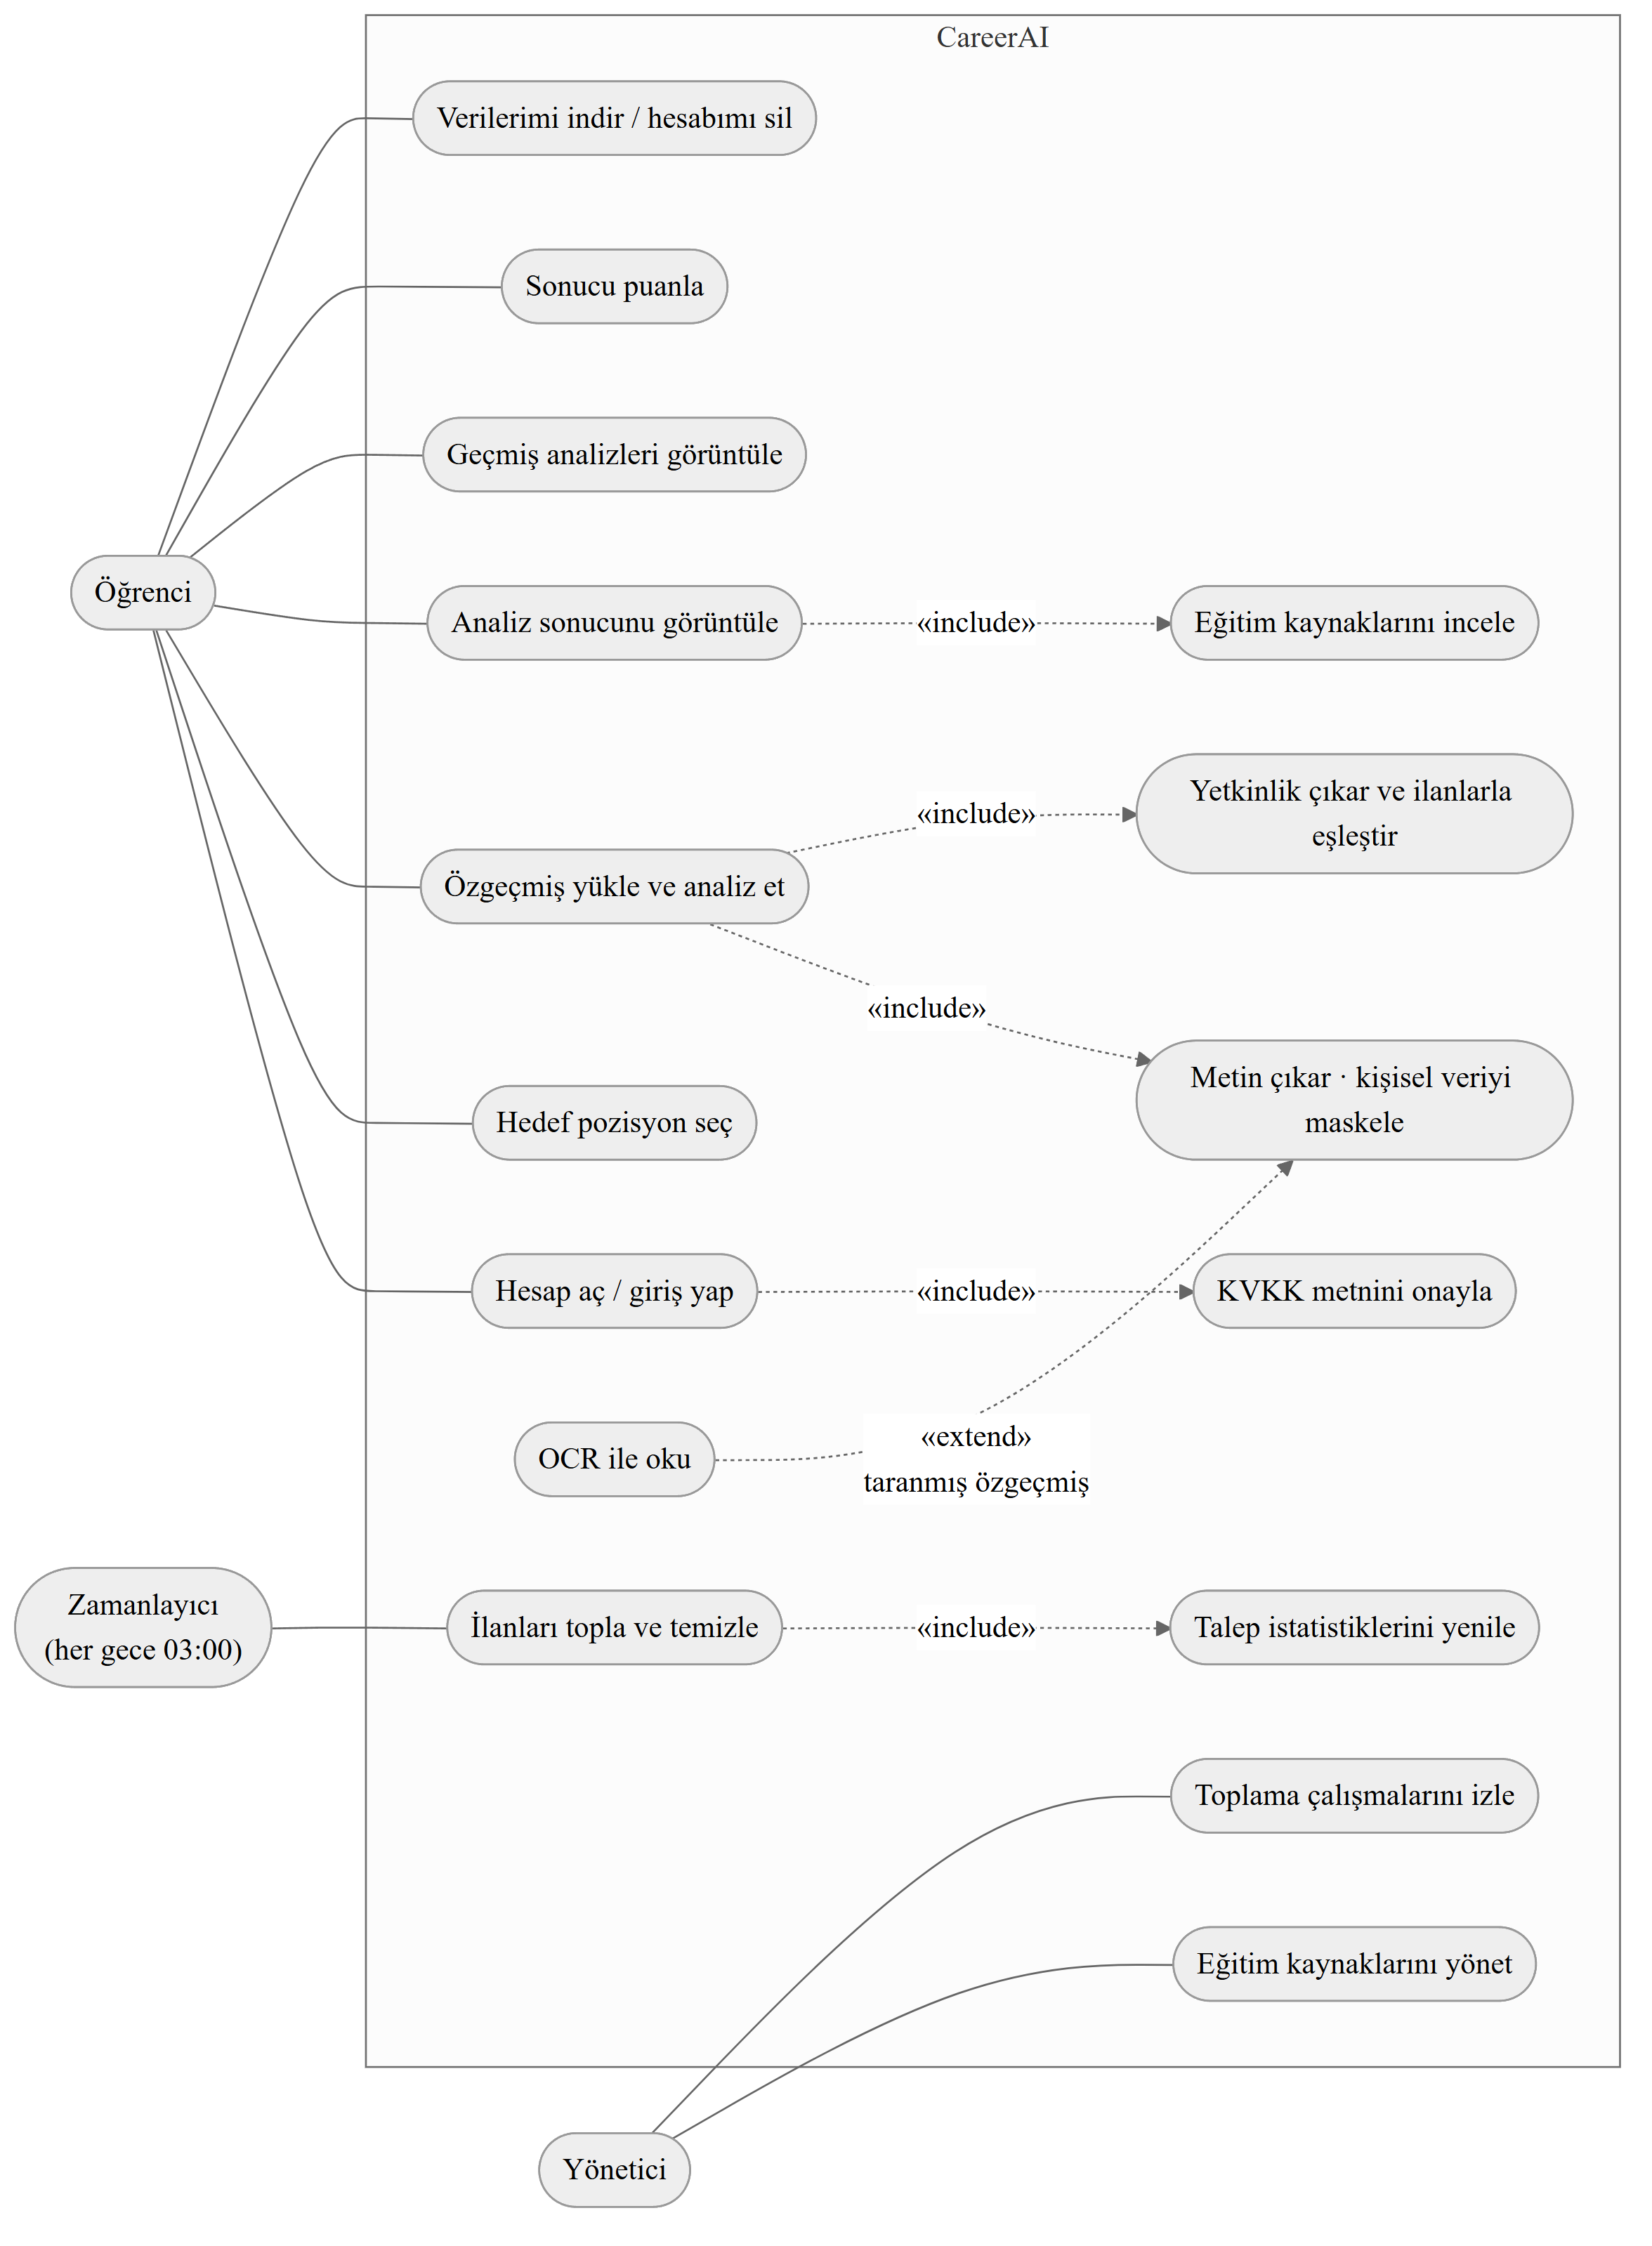 CareerAI
Verilerimi indir / hesabımı sil
Sonucu puanla
Geçmiş analizleri görüntüle
Öğrenci
Analiz sonucunu görüntüle
«include»
Eğitim kaynaklarını incele
Yetkinlik çıkar ve ilanlarla
eşleştir
«include»
Özgeçmiş yükle ve analiz et
«include»
Metin çıkar · kişisel veriyi
maskele
Hedef pozisyon seç
Hesap aç / giriş yap
«include»
KVKK metnini onayla
OCR ile oku
«extend»
taranmış özgeçmiş
Zamanlayıcı
(her gece 03:00)
İlanları topla ve temizle
«include»
Talep istatistiklerini yenile
Toplama çalışmalarını izle
Eğitim kaynaklarını yönet
Yönetici